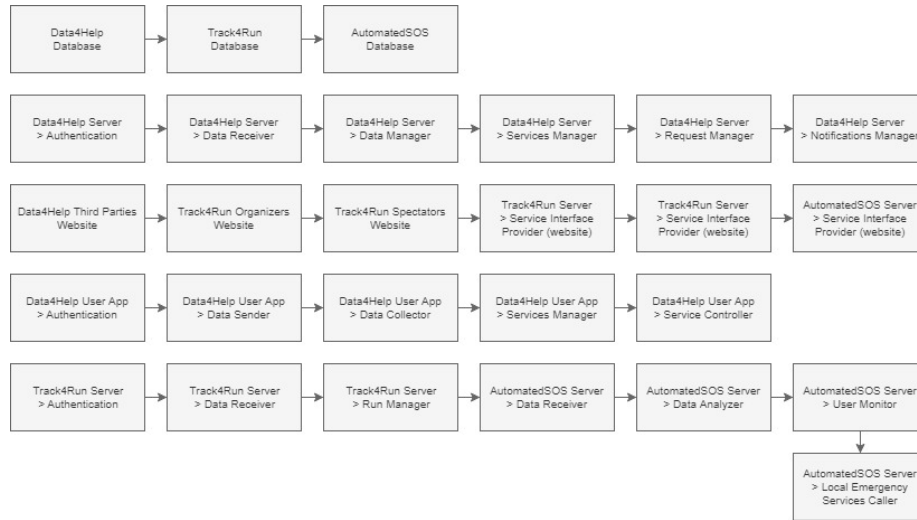 Data4Help
Database
Track4Run
Database
AutomatedSOS
Database
Data4Help Server
> Authentication
Data4Help Server
> Data Receiver
Data4Help Server
> Data Manager
Data4Help Server
> Services Manager
Data4Help Server
> Request Manager
Data4Help Server
> Notifications Manager
Data4Help Third Parties
Website
Track4Run Organizers
Website
Track4Run Spectators
Website
Track4Run Server
> Service Interface
Provider (website)
Track4Run Server
> Service Interface
Provider (website)
AutomatedSOS Server
> Service Interface
Provider (website)
Data4Help User App
> Authentication
Data4Help User App
> Data Sender
Data4Help User App
> Data Collector
Data4Help User App
> Services Manager
Data4Help User App
> Service Controller
Track4Run Server
> Authentication
Track4Run Server
> Data Receiver
Track4Run Server
> Run Manager
AutomatedSOS Server
> Data Receiver
AutomatedSOS Server
> Data Analyzer
AutomatedSOS Server
> User Monitor
AutomatedSOS Server
> Local Emergency
Services Caller